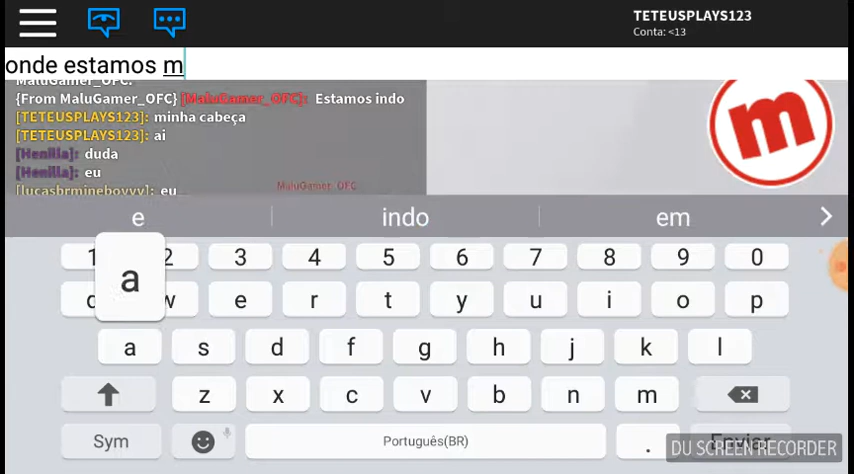 TETEUSPLAYS123
Conta: <13
onde estamos m
MaluGamer_OFC:
{From MaluGamer_OFC} [MaluGamer_OFC]: Estamos indo
[TETEUSPLAYS123]: minha cabeça
[TETEUSPLAYS123]: ai
[Henilla]: duda
[Henilla]: eu
[lucasbrmineboyyy]: eu
MaluGamer_OFC
m
e indo em
1 2 3 4 5 6 7 8 9 0
a
w e r t y u i o p
a s d f g h j k l
z x c v b n m
Sym Português(BR) . Enviar
DU SCREEN RECORDER